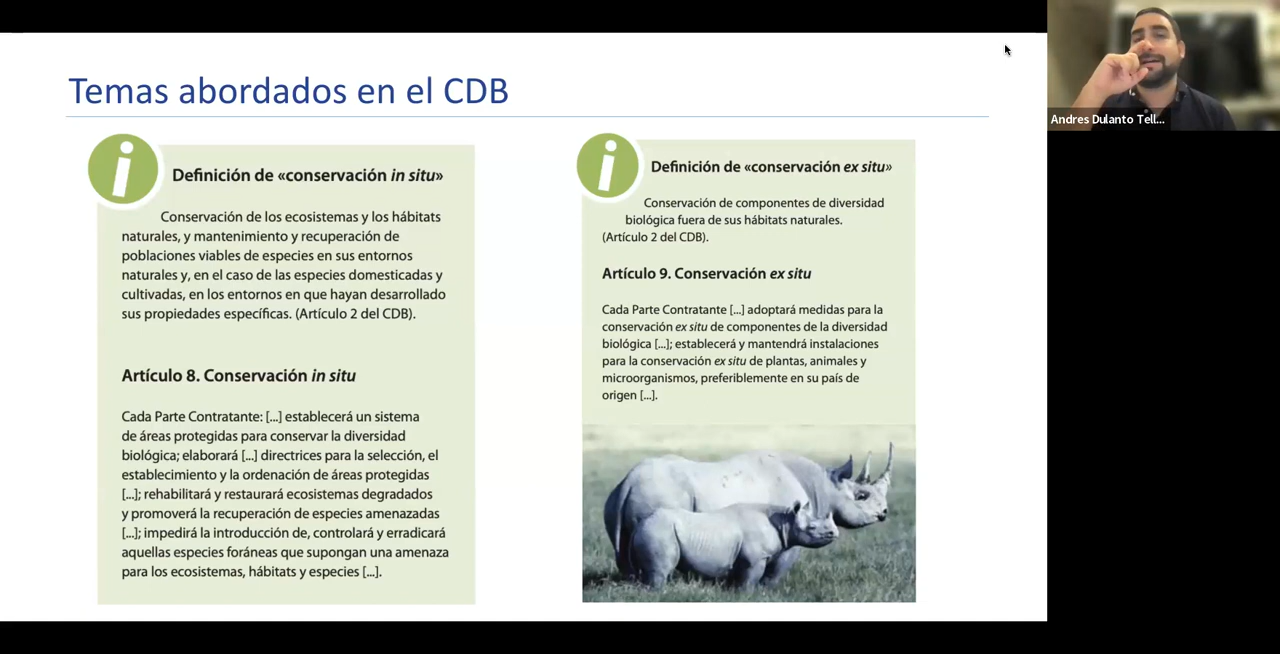 Temas abordados en el CDB
Definición de «conservación in situ»
Conservación de los ecosistemas y los hábitats
naturales, y mantenimiento y recuperación de
poblaciones viables de especies en sus entornos
naturales y, en el caso de las especies domesticadas y
cultivadas, en los entornos en que hayan desarrollado
sus propiedades específicas. (Artículo 2 del CDB).
Artículo 8. Conservación in situ
Cada Parte Contratante: [...] establecerá un sistema
de áreas protegidas para conservar la diversidad
biológica; elaborará [...] directrices para la selección, el
establecimiento y la ordenación de áreas protegidas
[...]; rehabilitará y restaurará ecosistemas degradados
y promoverá la recuperación de especies amenazadas
[...]; impedirá la introducción de, controlará y erradicará
aquellas especies foráneas que supongan una amenaza
para los ecosistemas, hábitats y especies [...].
Definición de «conservación ex situ»
Conservación de componentes de diversidad
biológica fuera de sus hábitats naturales.
(Artículo 2 del CDB).
Artículo 9. Conservación ex situ
Cada Parte Contratante [...] adoptará medidas para la
conservación ex situ de componentes de la diversidad
biológica [...]; establecerá y mantendrá instalaciones
para la conservación ex situ de plantas, animales y
microorganismos, preferiblemente en su país de
origen [...].
Andres Dulanto Tell...